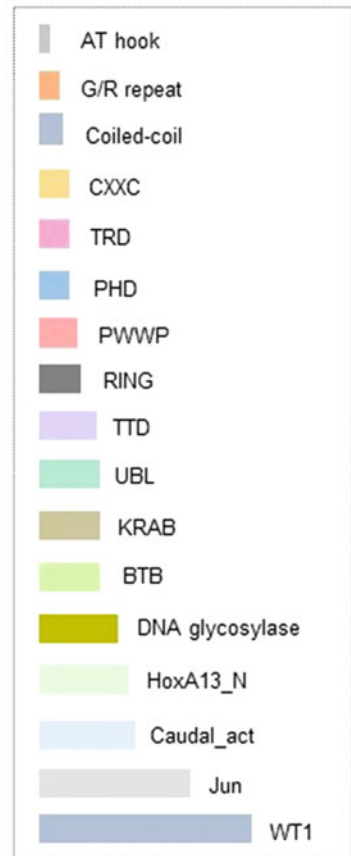 AT hook
G/R repeat
Coiled-coil
CXXC
TRD
PHD
PWWP
RING
TTD
UBL
KRAB
BTB
DNA glycosylase
HoxA13_N
Caudal_act
Jun
WT1